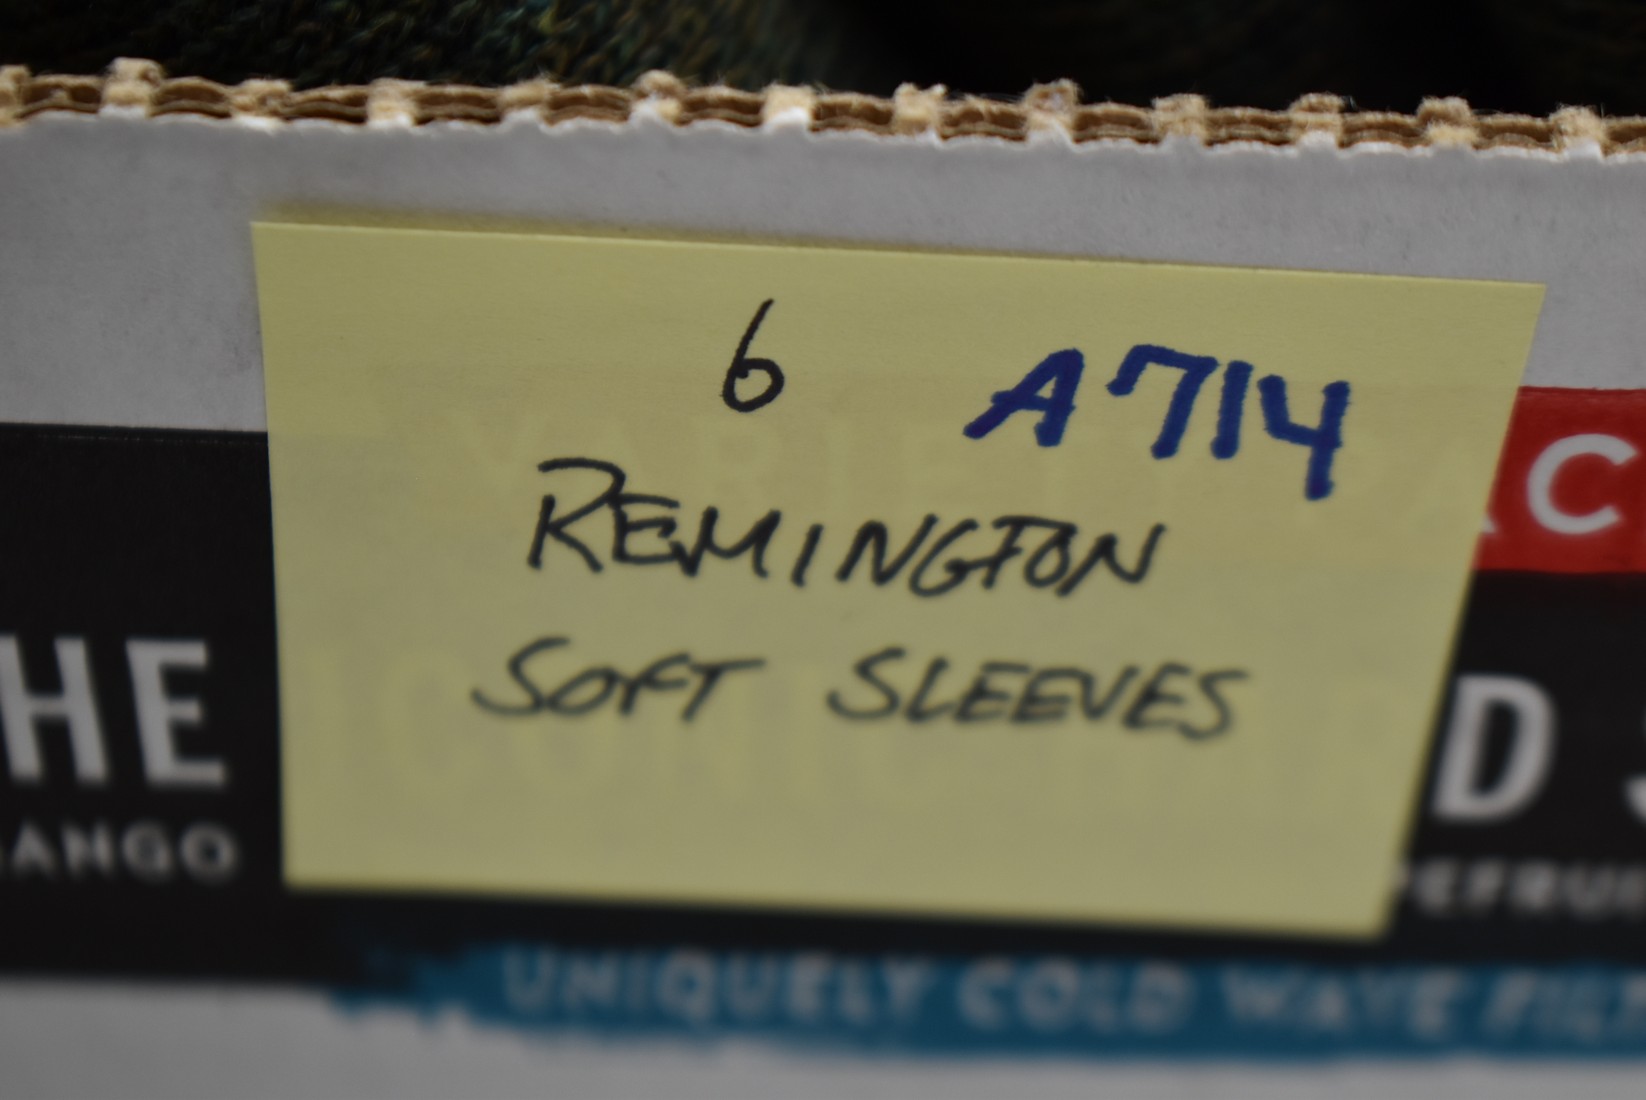 6 A714
REMINGTON
SOFT SLEEVES
C
HE D
ANGO
UNIQUELY COLD WAVE